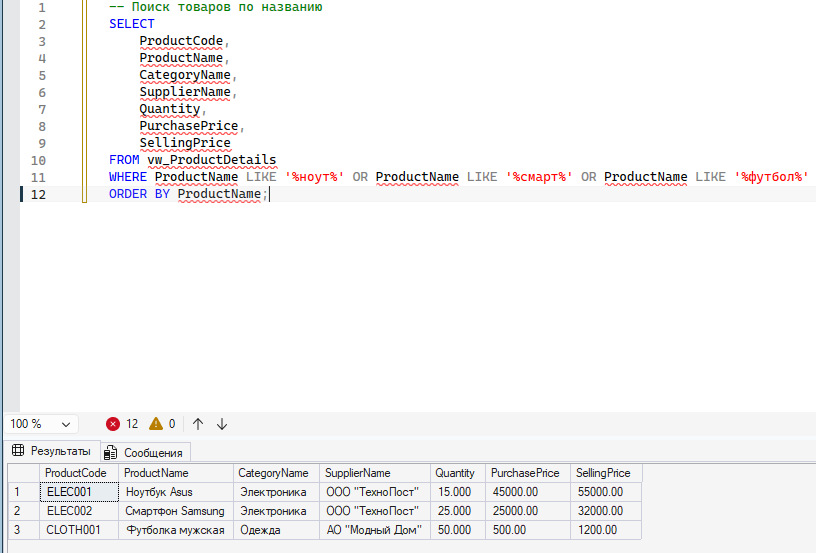 1 -- Поиск товаров по названию
2 SELECT
3 ProductCode,
4 ProductName,
5 CategoryName,
6 SupplierName,
7 Quantity,
8 PurchasePrice,
9 SellingPrice
10 FROM vw_ProductDetails
11 WHERE ProductName LIKE '%ноут%' OR ProductName LIKE '%смарт%' OR ProductName LIKE '%футбол%'
12 ORDER BY ProductName;
100 % 12 0
Результаты Сообщения
ProductCode ProductName CategoryName SupplierName Quantity PurchasePrice SellingPrice
1 ELEC001 Ноутбук Asus Электроника ООО "ТехноПост" 15.000 45000.00 55000.00
2 ELEC002 Смартфон Samsung Электроника ООО "ТехноПост" 25.000 25000.00 32000.00
3 CLOTH001 Футболка мужская Одежда АО "Модный Дом" 50.000 500.00 1200.00